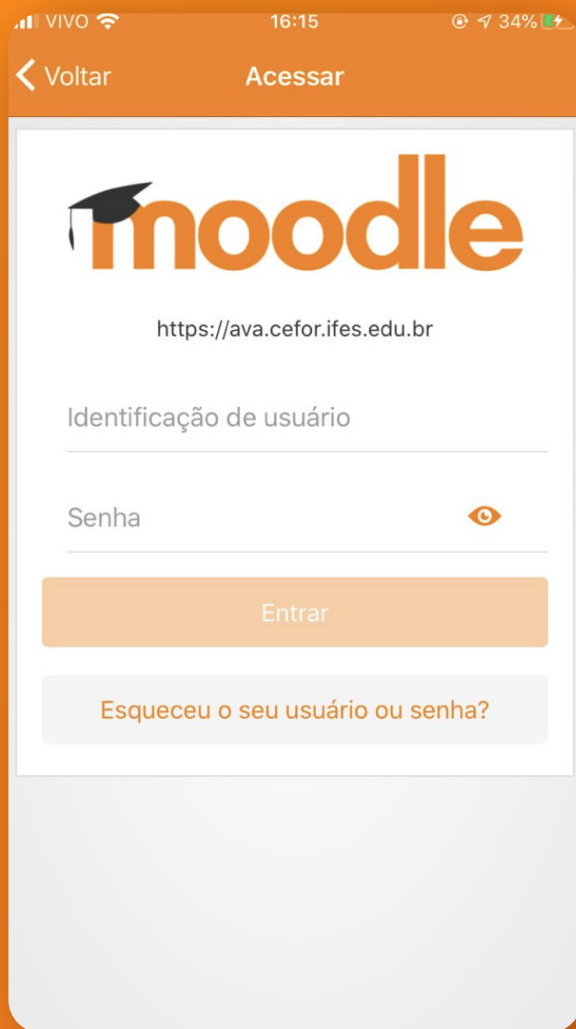 VIVO 16:15 34%
Voltar Acessar
moodle
https://ava.cefor.ifes.edu.br
Identificação de usuário
Senha
Entrar
Esqueceu o seu usuário ou senha?